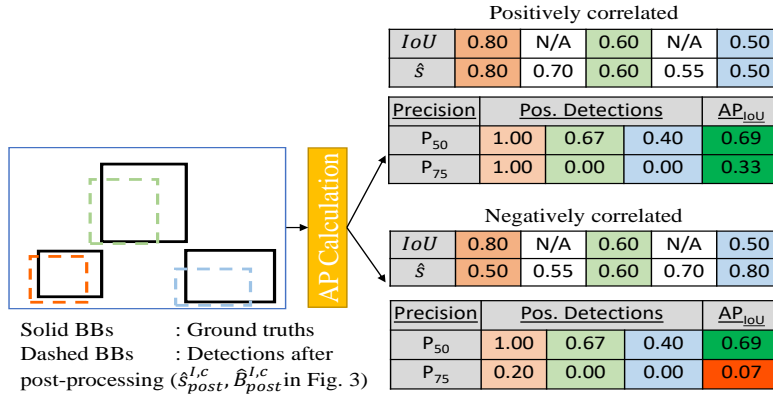 Positively correlated
IoU 0.80 N/A 0.60 N/A 0.50
ŝ 0.80 0.70 0.60 0.55 0.50
Precision Pos. Detections AP_IoU
P_50 1.00 0.67 0.40 0.69
P_75 1.00 0.00 0.00 0.33
AP Calculation
Negatively correlated
IoU 0.80 N/A 0.60 N/A 0.50
ŝ 0.50 0.55 0.60 0.70 0.80
Precision Pos. Detections AP_IoU
P_50 1.00 0.67 0.40 0.69
P_75 0.20 0.00 0.00 0.07
Solid BBs : Ground truths
Dashed BBs : Detections after
post-processing (ŝ_post^I,c, B̂_post^I,c in Fig. 3)